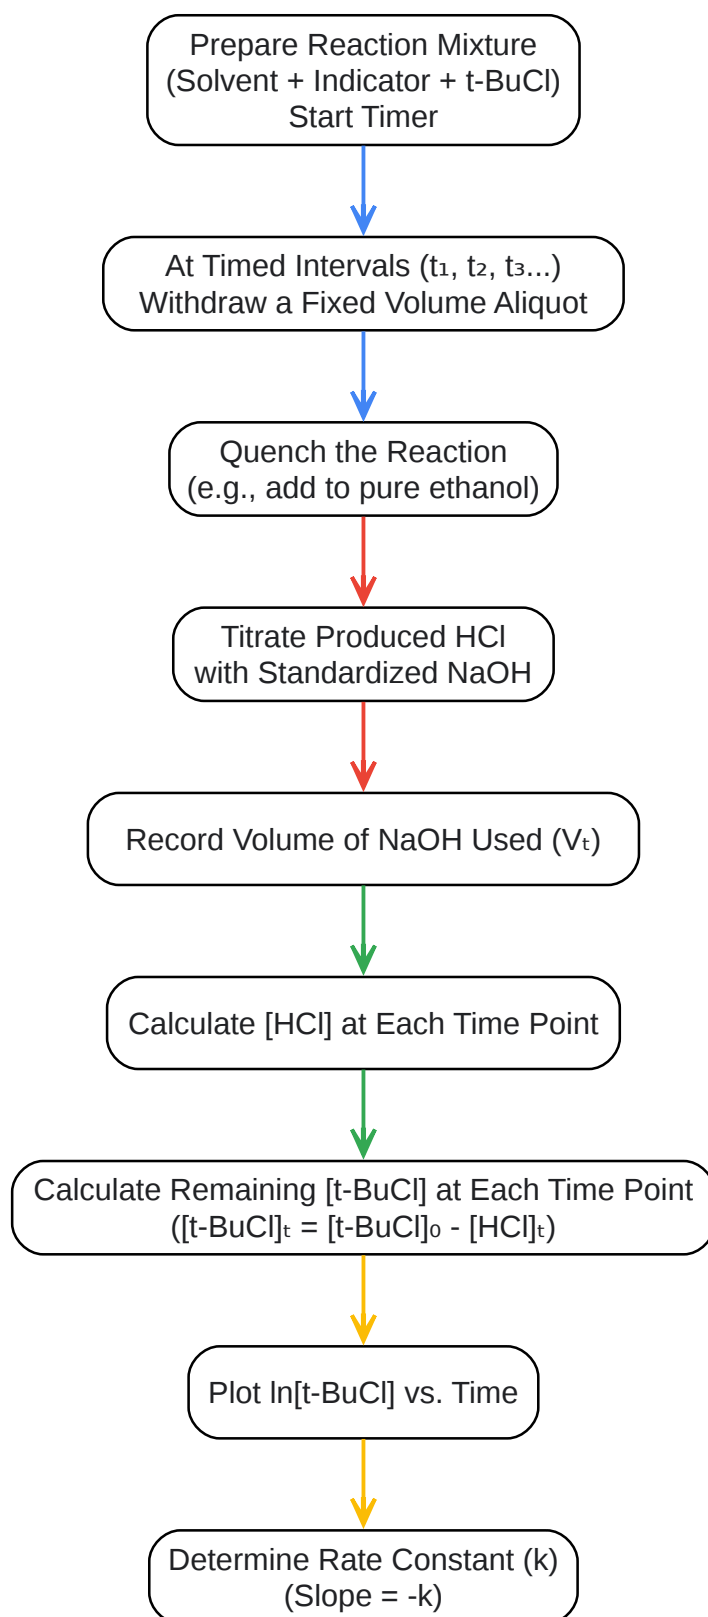 Prepare Reaction Mixture
(Solvent + Indicator + t-BuCl)
Start Timer
At Timed Intervals (t₁, t₂, t₃...)
Withdraw a Fixed Volume Aliquot
Quench the Reaction
(e.g., add to pure ethanol)
Titrate Produced HCl
with Standardized NaOH
Record Volume of NaOH Used (Vₜ)
Calculate [HCl] at Each Time Point
Calculate Remaining [t-BuCl] at Each Time Point
([t-BuCl]ₜ = [t-BuCl]₀ - [HCl]ₜ)
Plot ln[t-BuCl] vs. Time
Determine Rate Constant (k)
(Slope = -k)